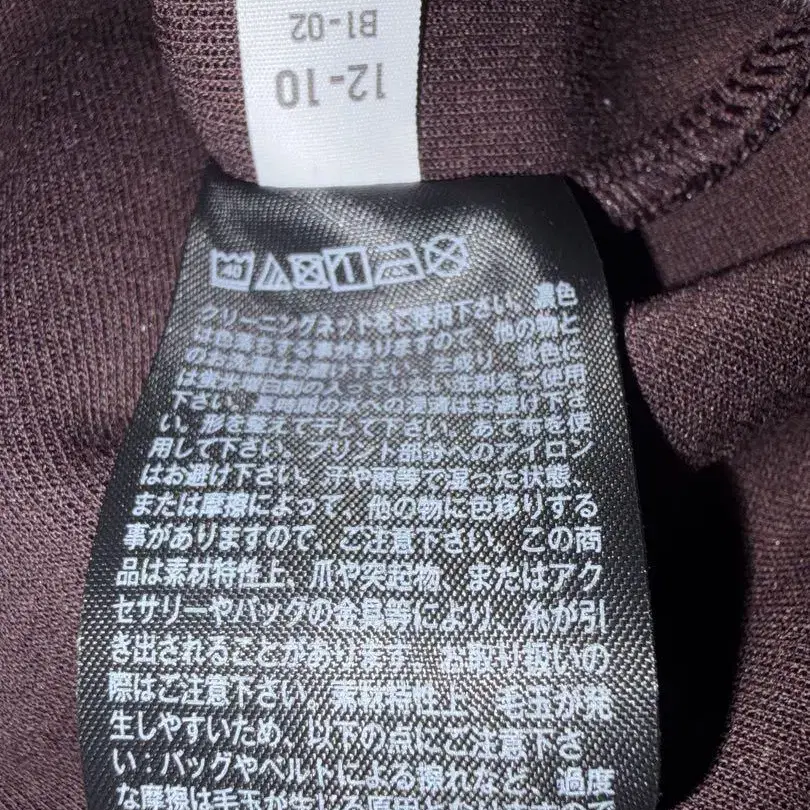 B1-02
12-10
40
クリーニングネットをご使用下さい。濃色
は色落ちする事がありますので、他の物と
のお洗濯はお避け下さい。生成り、淡色に
は蛍光増白剤の入っていない洗剤をご使用
下さい。長時間の水への浸漬はお避け下さ
い。形を整えて干して下さい。あて布を使
用して下さい。プリント部分へのアイロン
はお避け下さい。汗や雨等で湿った状態、
または摩擦によって、他の物に色移りする
事がありますので、ご注意下さい。この商
品は素材特性上、爪や突起物、またはアク
セサリーやバックの金具等により、糸が引
き出されることがあります。お取り扱いの
際はご注意下さい。素材特性上、毛玉が発
生しやすいため、以下の点にご注意下さ
い:バックやベルトによる擦れなど、過度
な摩擦は毛玉が生じる原因と